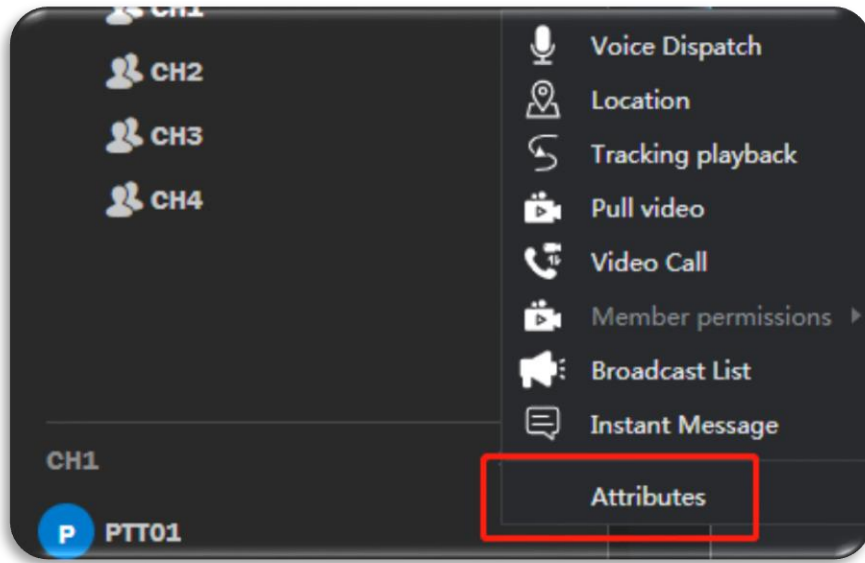 CH1
CH2
CH3
CH4
CH1
P PTT01
Voice Dispatch
Location
Tracking playback
Pull video
Video Call
Member permissions
Broadcast List
Instant Message
Attributes